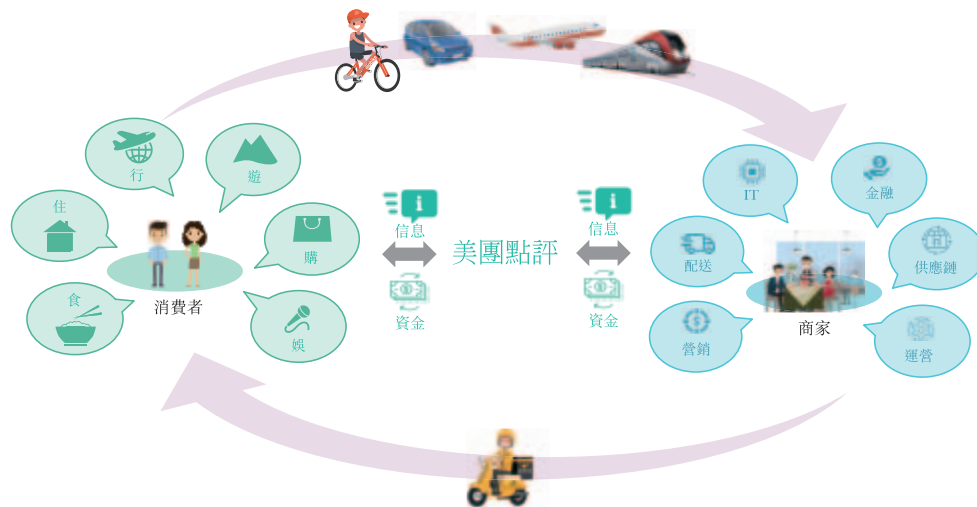 行
遊
住
購
食
娛
消費者
信息
資金
美團點評
信息
資金
IT
金融
配送
供應鏈
營銷
運營
商家